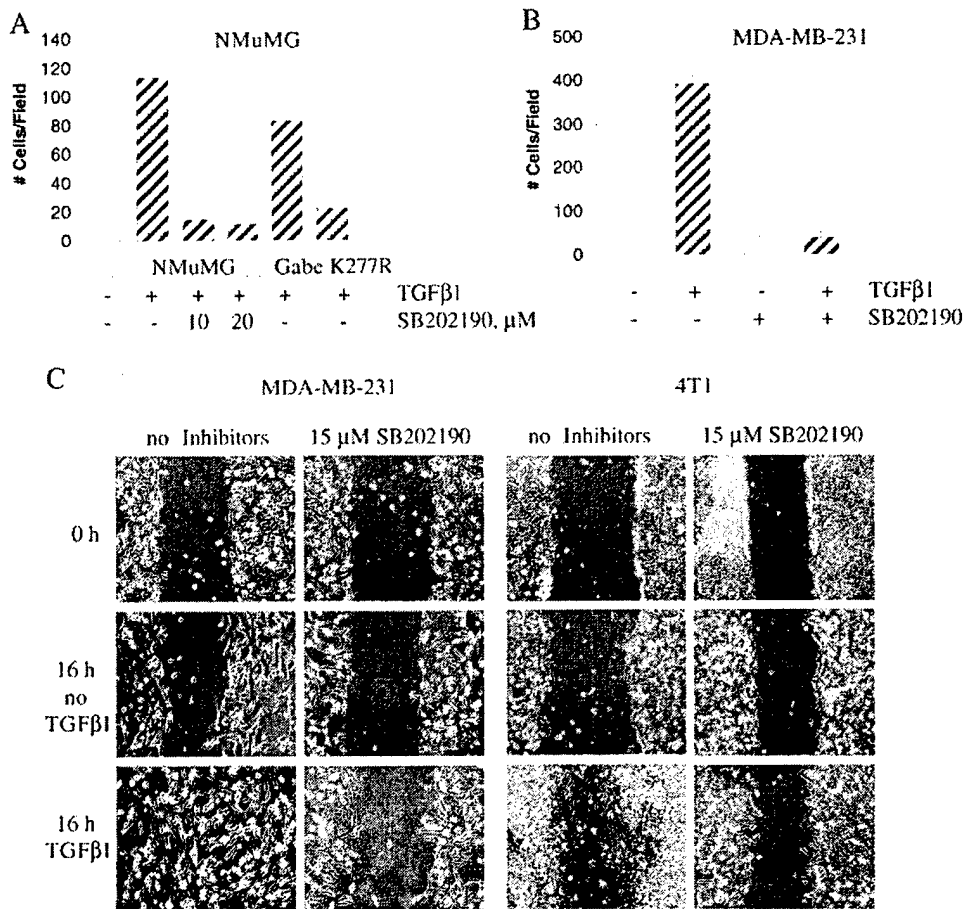 A
NMuMG
# Cells/Field
140
120
100
80
60
40
20
0
NMuMG Gabe K277R
- + + + + + TGFβ1
- - 10 20 - - SB202190, μM
B
MDA-MB-231
# Cells/Field
500
400
300
200
100
0
- + - + TGFβ1
- - + + SB202190
C
MDA-MB-231 4T1
no Inhibitors 15 μM SB202190 no Inhibitors 15 μM SB202190
0 h
16 h
no
TGFβ1
16 h
TGFβ1